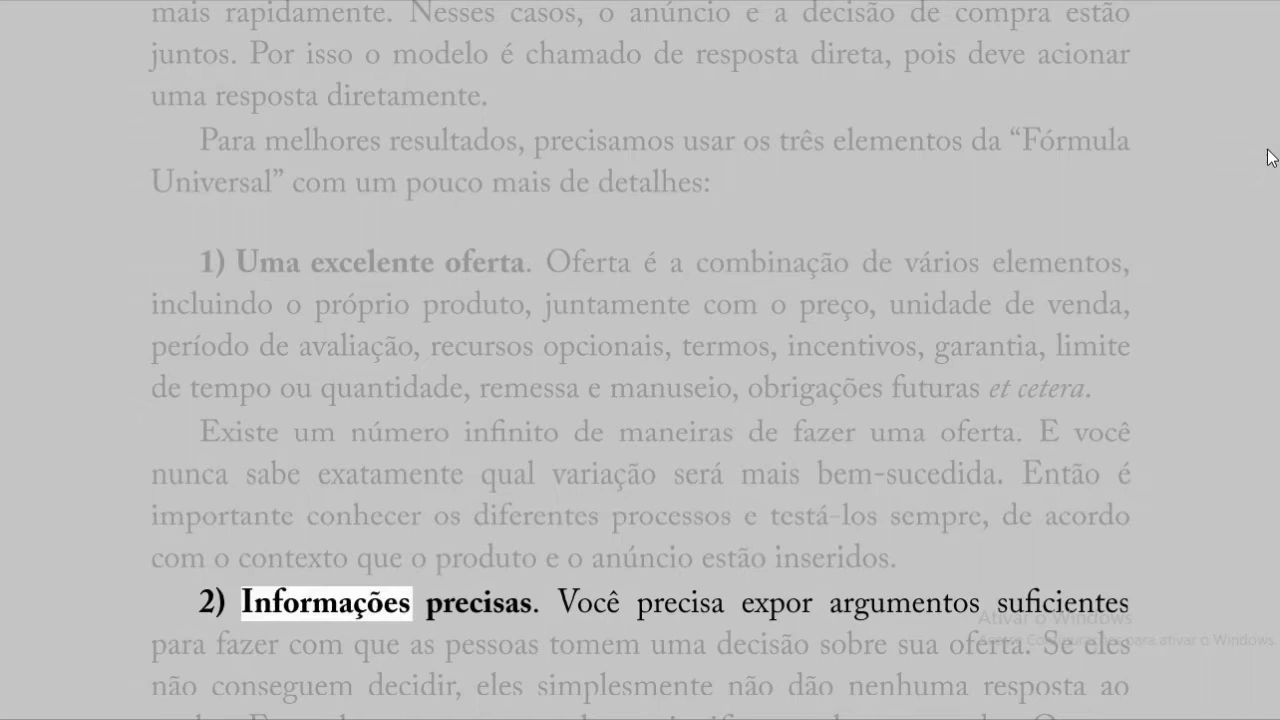 mais rapidamente. Nesses casos, o anúncio e a decisão de compra estão
juntos. Por isso o modelo é chamado de resposta direta, pois deve acionar
uma resposta diretamente.
Para melhores resultados, precisamos usar os três elementos da “Fórmula
Universal” com um pouco mais de detalhes:
1) Uma excelente oferta. Oferta é a combinação de vários elementos,
incluindo o próprio produto, juntamente com o preço, unidade de venda,
período de avaliação, recursos opcionais, termos, incentivos, garantia, limite
de tempo ou quantidade, remessa e manuseio, obrigações futuras et cetera.
Existe um número infinito de maneiras de fazer uma oferta. E você
nunca sabe exatamente qual variação será mais bem-sucedida. Então é
importante conhecer os diferentes processos e testá-los sempre, de acordo
com o contexto que o produto e o anúncio estão inseridos.
2) Informações precisas. Você precisa expor argumentos suficientes
Ativar o Windows
para fazer com que as pessoas tomem uma decisão sobre sua oferta. Se eles
para ativar o Windows.
não conseguem decidir, eles simplesmente não dão nenhuma resposta ao